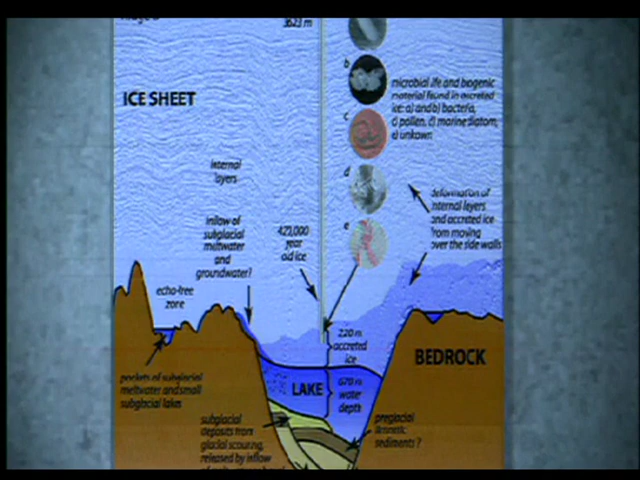 3623 m
ICE SHEET
b
microbial life and biogenic
material found in accreted
ice: a) and b) bacteria,
c) pollen, d) marine diatom,
e) unkown
c
internal
layers
d
deformation of
internal layers
and accreted ice
from moving
over the side walls
inflow of
subglacial
meltwater
and
groundwater?
420,000
year
old ice
e
echo-free
zone
220 m
accreted
ice
BEDROCK
pockets of subglacial
meltwater and small
subglacial lakes
LAKE
670 m
water
depth
subglacial
deposits from
glacial scouring,
released by inflow
preglacial
sediments ?